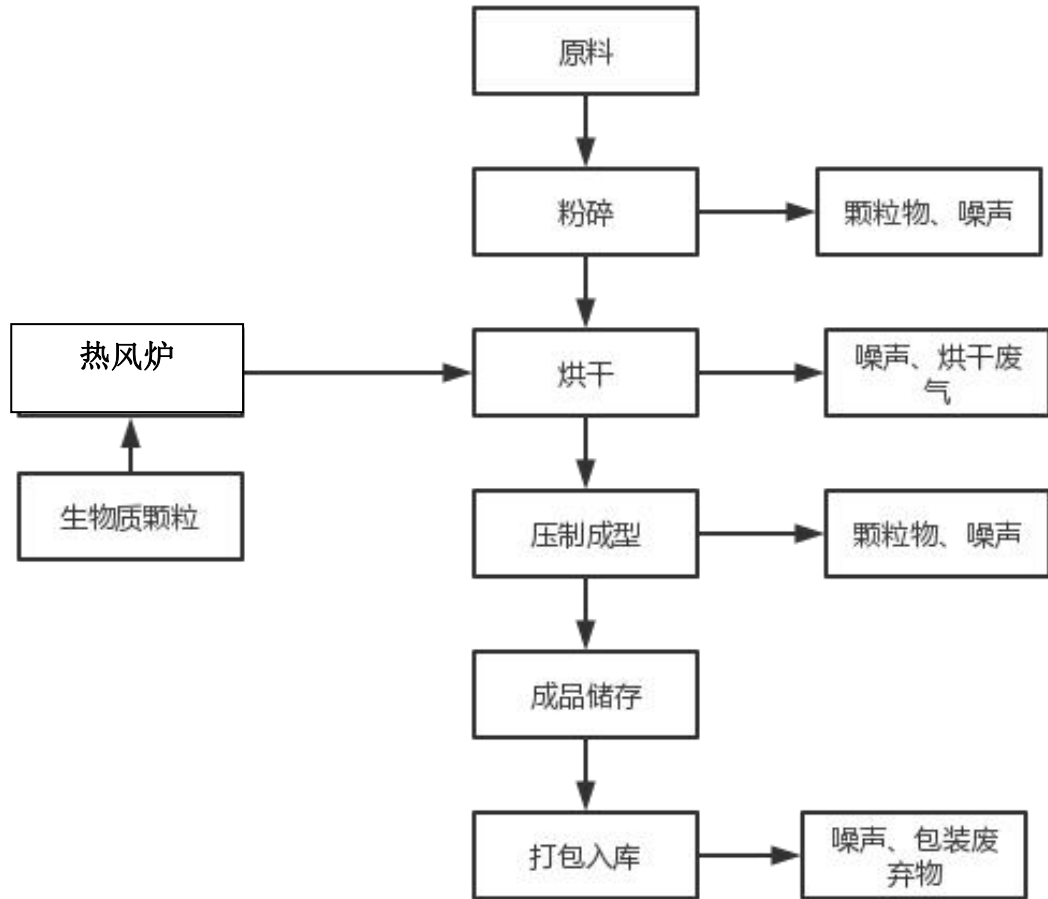 原料
粉碎
颗粒物、噪声
热风炉
烘干
噪声、烘干废
气
生物质颗粒
压制成型
颗粒物、噪声
成品储存
打包入库
噪声、包装废
弃物